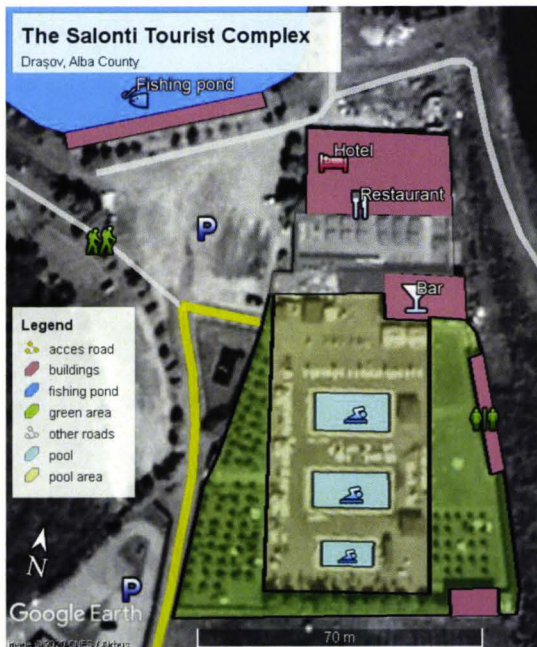 The Salonti Tourist Complex
Drașov, Alba County
Fishing pond
Hotel
Restaurant
P
Bar
Legend
acces road
buildings
fishing pond
green area
other roads
pool
pool area
N
P
Google Earth
70 m